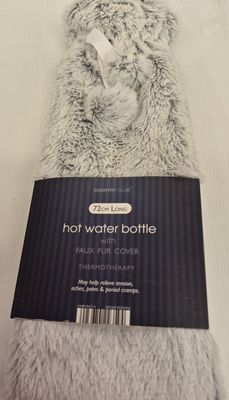 COUNTRY CLUB
72CM LONG
hot water bottle
with
FAUX FUR COVER
THERMOTHERAPY
May help relieve tension,
aches, pains & period cramps.